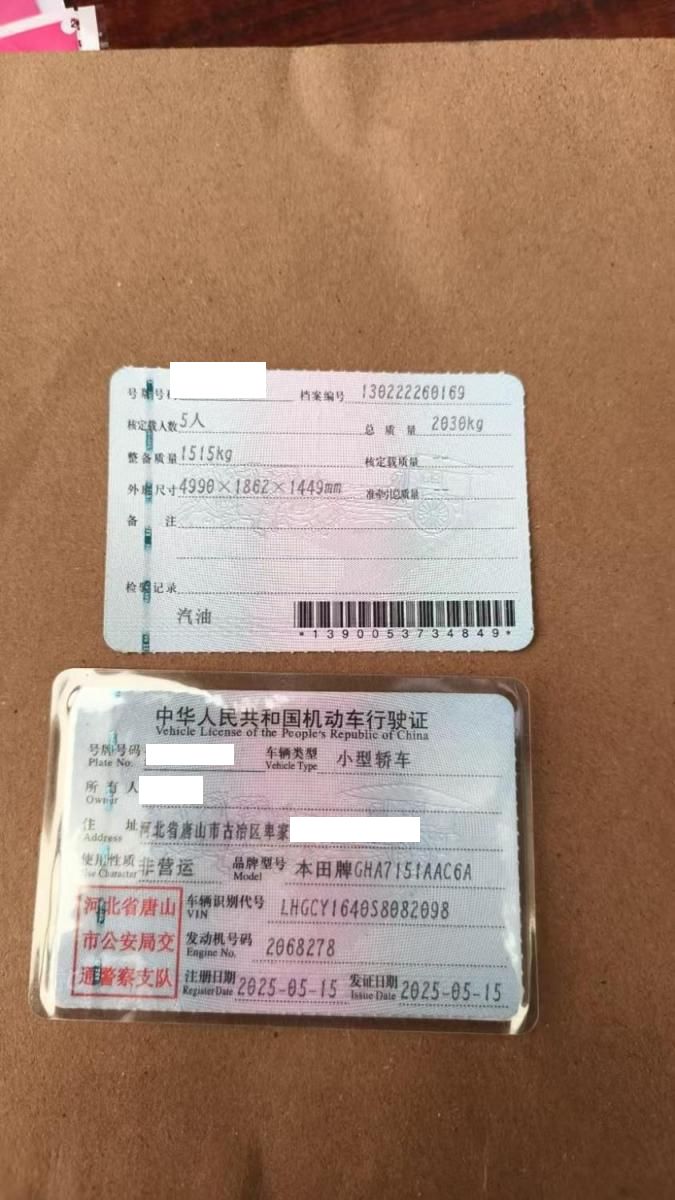 号牌号码
档案编号 130222260169
核定载人数 5人
总质量 2030kg
整备质量 1515kg
核定载质量 --
外廓尺寸 4990×1862×1449mm
准牵引总质量 --
备注
检验记录
汽油
*1390053734849*
中华人民共和国机动车行驶证
Vehicle License of the People's Republic of China
号牌号码
Plate No.
车辆类型 小型轿车
Vehicle Type
所有人
Owner
住址 河北省唐山市古冶区卑家
Address
使用性质 非营运
Use Character
品牌型号 本田牌GHA7151AAC6A
Model
河北省唐山
市公安局交
通警察支队
车辆识别代号 LHGCY1640S8082098
VIN
发动机号码 2068278
Engine No.
注册日期 2025-05-15
Register Date
发证日期 2025-05-15
Issue Date